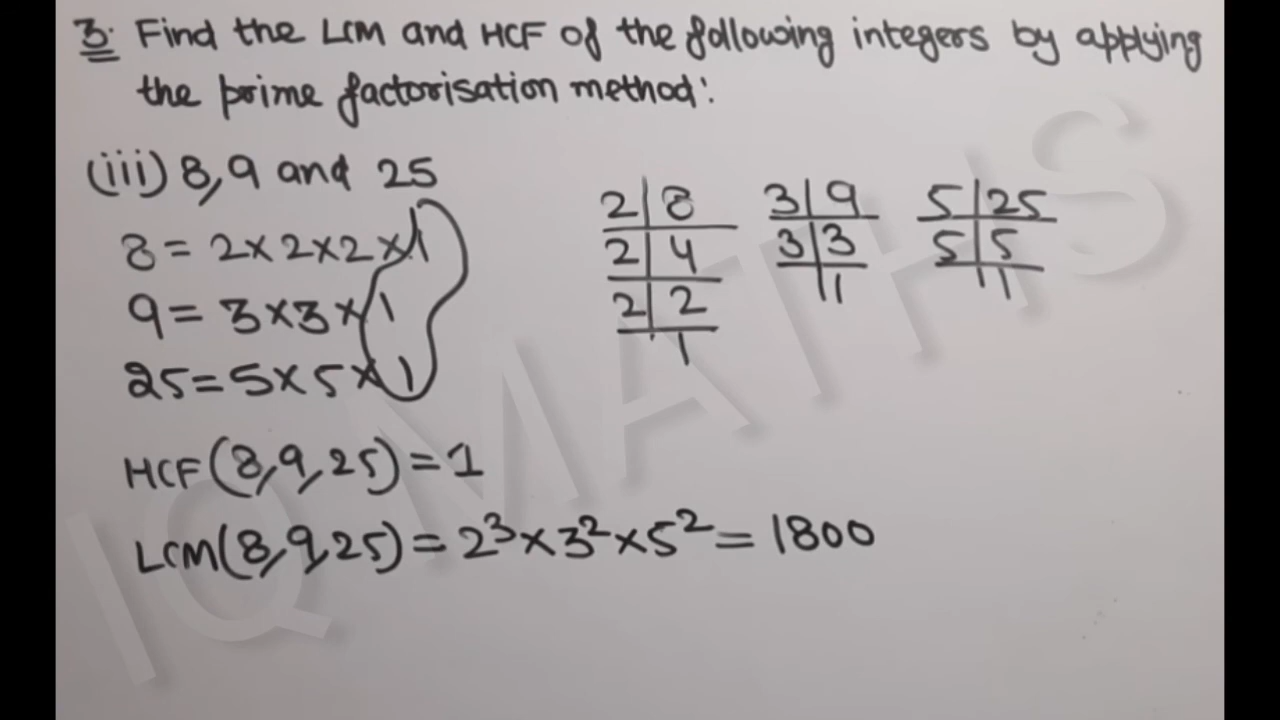 3. Find the LCM and HCF of the following integers by applying
the prime factorisation method:
(iii) 8, 9 and 25
8 = 2×2×2×1
9 = 3×3×1
25 = 5×5×1
2 | 8
2 | 4
2 | 2
1
3 | 9
3 | 3
1
5 | 25
5 | 5
1
HCF(8,9,25) = 1
LCM(8,9,25) = 2³×3²×5² = 1800
IQ MATHS